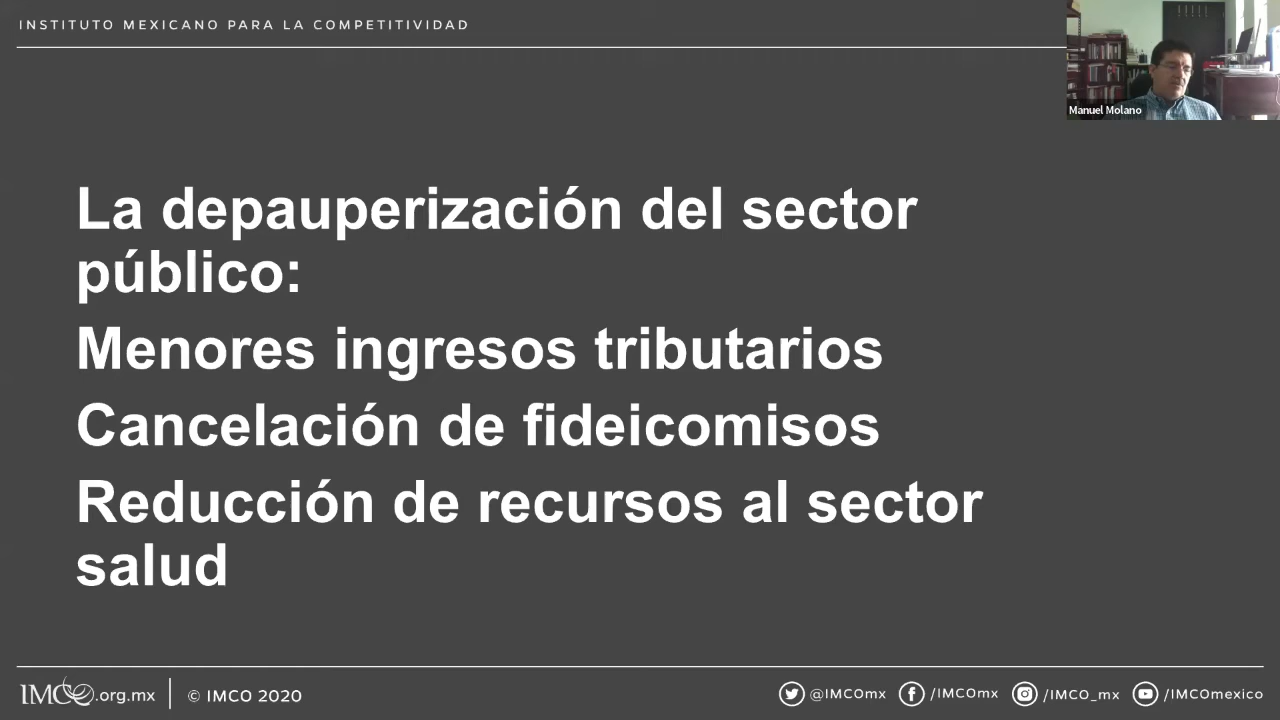 INSTITUTO MEXICANO PARA LA COMPETITIVIDAD
Manuel Molano
La depauperización del sector
público:
Menores ingresos tributarios
Cancelación de fideicomisos
Reducción de recursos al sector
salud
IMCO.org.mx | © IMCO 2020
@IMCOmx /IMCOmx /IMCO_mx /IMCOmexico